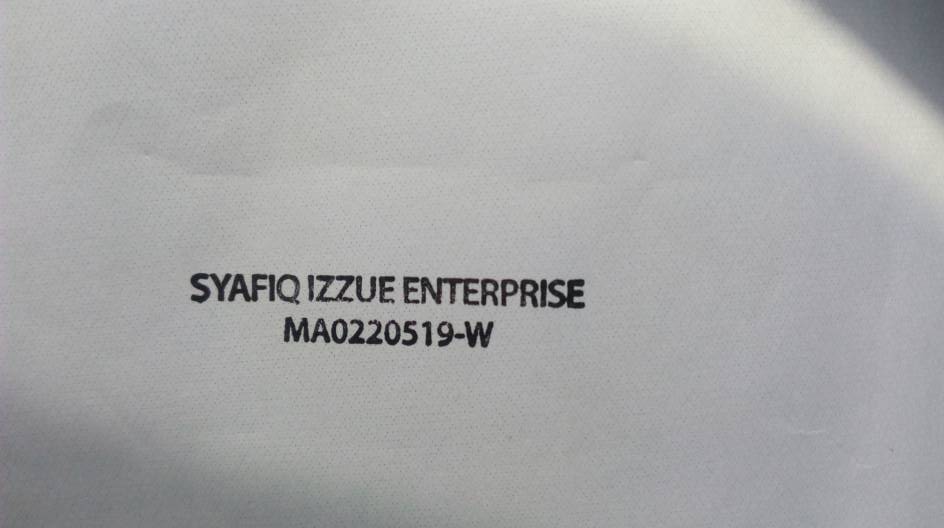 SYAFIQ IZZUE ENTERPRISE
MA0220519-W